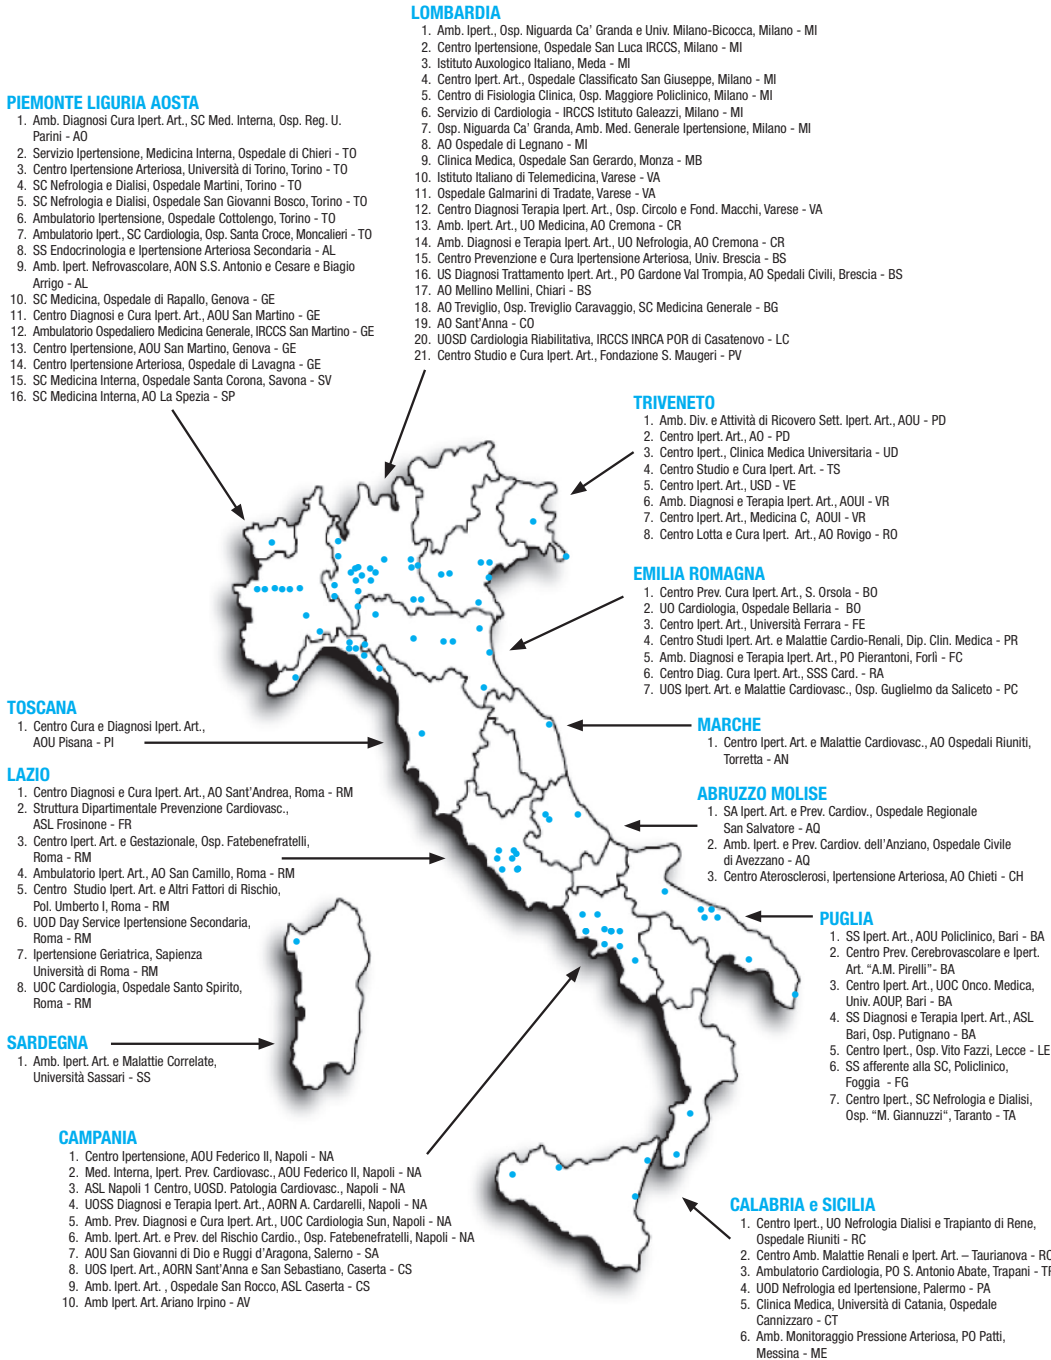 LOMBARDIA
1. Amb. Ipert., Osp. Niguarda Ca' Granda e Univ. Milano-Bicocca, Milano - MI
2. Centro Ipertensione, Ospedale San Luca IRCCS, Milano - MI
3. Istituto Auxologico Italiano, Meda - MI
4. Centro Ipert. Art., Ospedale Classificato San Giuseppe, Milano - MI
5. Centro di Fisiologia Clinica, Osp. Maggiore Policlinico, Milano - MI
6. Servizio di Cardiologia - IRCCS Istituto Galeazzi, Milano - MI
7. Osp. Niguarda Ca' Granda, Amb. Med. Generale Ipertensione, Milano - MI
8. AO Ospedale di Legnano - MI
9. Clinica Medica, Ospedale San Gerardo, Monza - MB
10. Istituto Italiano di Telemedicina, Varese - VA
11. Ospedale Galmarini di Tradate, Varese - VA
12. Centro Diagnosi Terapia Ipert. Art., Osp. Circolo e Fond. Macchi, Varese - VA
13. Amb. Ipert. Art., UO Medicina, AO Cremona - CR
14. Amb. Diagnosi e Terapia Ipert. Art., UO Nefrologia, AO Cremona - CR
15. Centro Prevenzione e Cura Ipertensione Arteriosa, Univ. Brescia - BS
16. US Diagnosi Trattamento Ipert. Art., PO Gardone Val Trompia, AO Spedali Civili, Brescia - BS
17. AO Mellino Mellini, Chiari - BS
18. AO Treviglio, Osp. Treviglio Caravaggio, SC Medicina Generale - BG
19. AO Sant'Anna - CO
20. UOSD Cardiologia Riabilitativa, IRCCS INRCA POR di Casatenovo - LC
21. Centro Studio e Cura Ipert. Art., Fondazione S. Maugeri - PV
PIEMONTE LIGURIA AOSTA
1. Amb. Diagnosi Cura Ipert. Art., SC Med. Interna, Osp. Reg. U.
Parini - AO
2. Servizio Ipertensione, Medicina Interna, Ospedale di Chieri - TO
3. Centro Ipertensione Arteriosa, Università di Torino, Torino - TO
4. SC Nefrologia e Dialisi, Ospedale Martini, Torino - TO
5. SC Nefrologia e Dialisi, Ospedale San Giovanni Bosco, Torino - TO
6. Ambulatorio Ipertensione, Ospedale Cottolengo, Torino - TO
7. Ambulatorio Ipert., SC Cardiologia, Osp. Santa Croce, Moncalieri - TO
8. SS Endocrinologia e Ipertensione Arteriosa Secondaria - AL
9. Amb. Ipert. Nefrovascolare, AON S.S. Antonio e Cesare e Biagio
Arrigo - AL
10. SC Medicina, Ospedale di Rapallo, Genova - GE
11. Centro Diagnosi e Cura Ipert. Art., AOU San Martino - GE
12. Ambulatorio Ospedaliero Medicina Generale, IRCCS San Martino - GE
13. Centro Ipertensione, AOU San Martino, Genova - GE
14. Centro Ipertensione Arteriosa, Ospedale di Lavagna - GE
15. SC Medicina Interna, Ospedale Santa Corona, Savona - SV
16. SC Medicina Interna, AO La Spezia - SP
TRIVENETO
1. Amb. Div. e Attività di Ricovero Sett. Ipert. Art., AOU - PD
2. Centro Ipert. Art., AO - PD
3. Centro Ipert., Clinica Medica Universitaria - UD
4. Centro Studio e Cura Ipert. Art. - TS
5. Centro Ipert. Art., USD - VE
6. Amb. Diagnosi e Terapia Ipert. Art., AOUI - VR
7. Centro Ipert. Art., Medicina C, AOUI - VR
8. Centro Lotta e Cura Ipert. Art., AO Rovigo - RO
EMILIA ROMAGNA
1. Centro Prev. Cura Ipert. Art., S. Orsola - BO
2. UO Cardiologia, Ospedale Bellaria - BO
3. Centro Ipert. Art., Università Ferrara - FE
4. Centro Studi Ipert. Art. e Malattie Cardio-Renali, Dip. Clin. Medica - PR
5. Amb. Diagnosi e Terapia Ipert. Art., PO Pierantoni, Forlì - FC
6. Centro Diag. Cura Ipert. Art., SSS Card. - RA
7. UOS Ipert. Art. e Malattie Cardiovasc., Osp. Guglielmo da Saliceto - PC
TOSCANA
1. Centro Cura e Diagnosi Ipert. Art.,
AOU Pisana - PI
MARCHE
1. Centro Ipert. Art. e Malattie Cardiovasc., AO Ospedali Riuniti,
Torretta - AN
LAZIO
1. Centro Diagnosi e Cura Ipert. Art., AO Sant'Andrea, Roma - RM
2. Struttura Dipartimentale Prevenzione Cardiovasc.,
ASL Frosinone - FR
3. Centro Ipert. Art. e Gestazionale, Osp. Fatebenefratelli,
Roma - RM
4. Ambulatorio Ipert. Art., AO San Camillo, Roma - RM
5. Centro Studio Ipert. Art. e Altri Fattori di Rischio,
Pol. Umberto I, Roma - RM
6. UOD Day Service Ipertensione Secondaria,
Roma - RM
7. Ipertensione Geriatrica, Sapienza
Università di Roma - RM
8. UOC Cardiologia, Ospedale Santo Spirito,
Roma - RM
ABRUZZO MOLISE
1. SA Ipert. Art. e Prev. Cardiov., Ospedale Regionale
San Salvatore - AQ
2. Amb. Ipert. e Prev. Cardiov. dell'Anziano, Ospedale Civile
di Avezzano - AQ
3. Centro Aterosclerosi, Ipertensione Arteriosa, AO Chieti - CH
PUGLIA
1. SS Ipert. Art., AOU Policlinico, Bari - BA
2. Centro Prev. Cerebrovascolare e Ipert.
Art. "A.M. Pirelli"- BA
3. Centro Ipert. Art., UOC Onco. Medica,
Univ. AOUP, Bari - BA
4. SS Diagnosi e Terapia Ipert. Art., ASL
Bari, Osp. Putignano - BA
5. Centro Ipert., Osp. Vito Fazzi, Lecce - LE
6. SS afferente alla SC, Policlinico,
Foggia - FG
7. Centro Ipert., SC Nefrologia e Dialisi,
Osp. "M. Giannuzzi", Taranto - TA
SARDEGNA
1. Amb. Ipert. Art. e Malattie Correlate,
Università Sassari - SS
CAMPANIA
1. Centro Ipertensione, AOU Federico II, Napoli - NA
2. Med. Interna, Ipert. Prev. Cardiovasc., AOU Federico II, Napoli - NA
3. ASL Napoli 1 Centro, UOSD. Patologia Cardiovasc., Napoli - NA
4. UOSS Diagnosi e Terapia Ipert. Art., AORN A. Cardarelli, Napoli - NA
5. Amb. Prev. Diagnosi e Cura Ipert. Art., UOC Cardiologia Sun, Napoli - NA
6. Amb. Ipert. Art. e Prev. del Rischio Cardio., Osp. Fatebenefratelli, Napoli - NA
7. AOU San Giovanni di Dio e Ruggi d'Aragona, Salerno - SA
8. UOS Ipert. Art., AORN Sant'Anna e San Sebastiano, Caserta - CS
9. Amb. Ipert. Art. , Ospedale San Rocco, ASL Caserta - CS
10. Amb Ipert. Art. Ariano Irpino - AV
CALABRIA e SICILIA
1. Centro Ipert., UO Nefrologia Dialisi e Trapianto di Rene,
Ospedale Riuniti - RC
2. Centro Amb. Malattie Renali e Ipert. Art. – Taurianova - RC
3. Ambulatorio Cardiologia, PO S. Antonio Abate, Trapani - TP
4. UOD Nefrologia ed Ipertensione, Palermo - PA
5. Clinica Medica, Università di Catania, Ospedale
Cannizzaro - CT
6. Amb. Monitoraggio Pressione Arteriosa, PO Patti,
Messina - ME